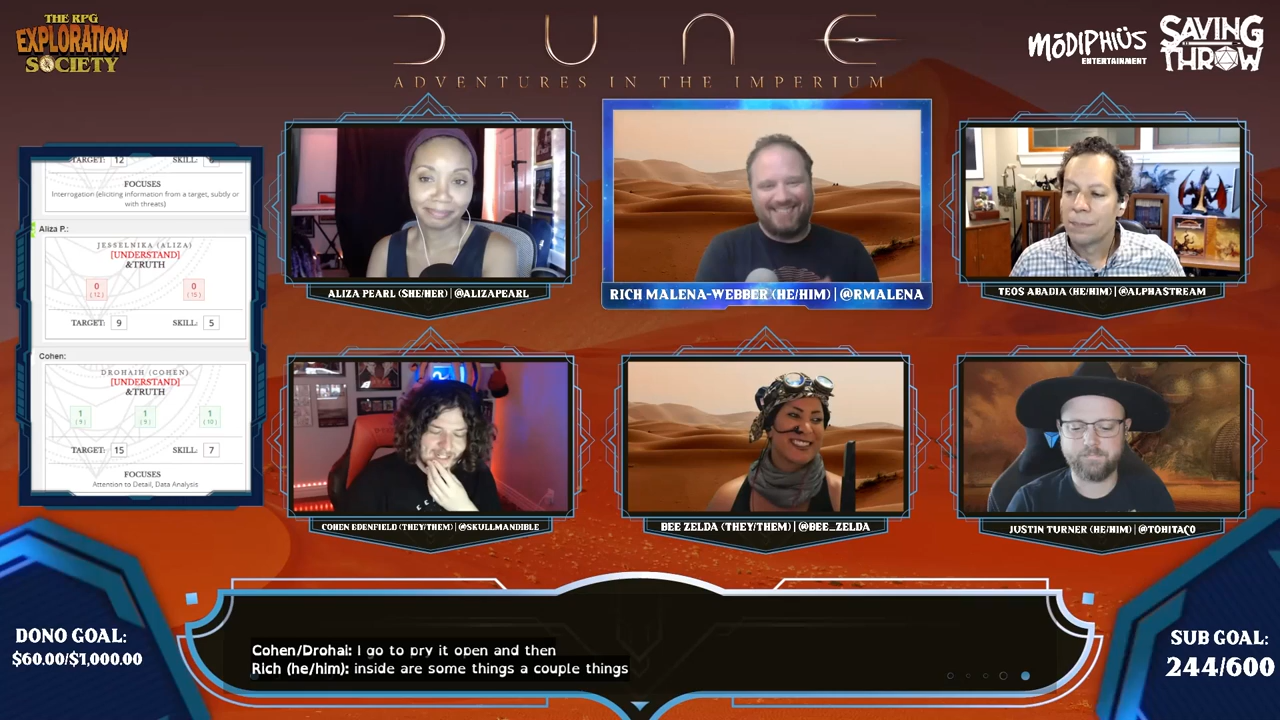 THE RPG
EXPLORATION
SOCIETY
DUNE
ADVENTURES IN THE IMPERIUM
MŌDIPHIÜS
ENTERTAINMENT
SAVING
THROW
TARGET: 12 SKILL:
FOCUSES
Interrogation (eliciting information from a target, subtly or
with threats)
Aliza P.:
JESSELNIKA (ALIZA)
[UNDERSTAND]
&TRUTH
0 0
(12) (15)
TARGET: 9 SKILL: 5
Cohen:
DROHAIH (COHEN)
[UNDERSTAND]
&TRUTH
1 1 1
(9) (9) (10)
TARGET: 15 SKILL: 7
FOCUSES
Attention to Detail, Data Analysis
ALIZA PEARL (SHE/HER) | @ALIZAPEARL
RICH MALENA-WEBBER (HE/HIM) | @RMALENA
TEOS ABADIA (HE/HIM) | @ALPHASTREAM
COHEN EDENFIELD (THEY/THEM) | @SKULLMANDIBLE
BEE ZELDA (THEY/THEM) | @BEE_ZELDA
JUSTIN TURNER (HE/HIM) | @TOHITACO
DONO GOAL:
$60.00/$1,000.00
Cohen/Drohai: I go to pry it open and then
Rich (he/him): inside are some things a couple things
SUB GOAL:
244/600